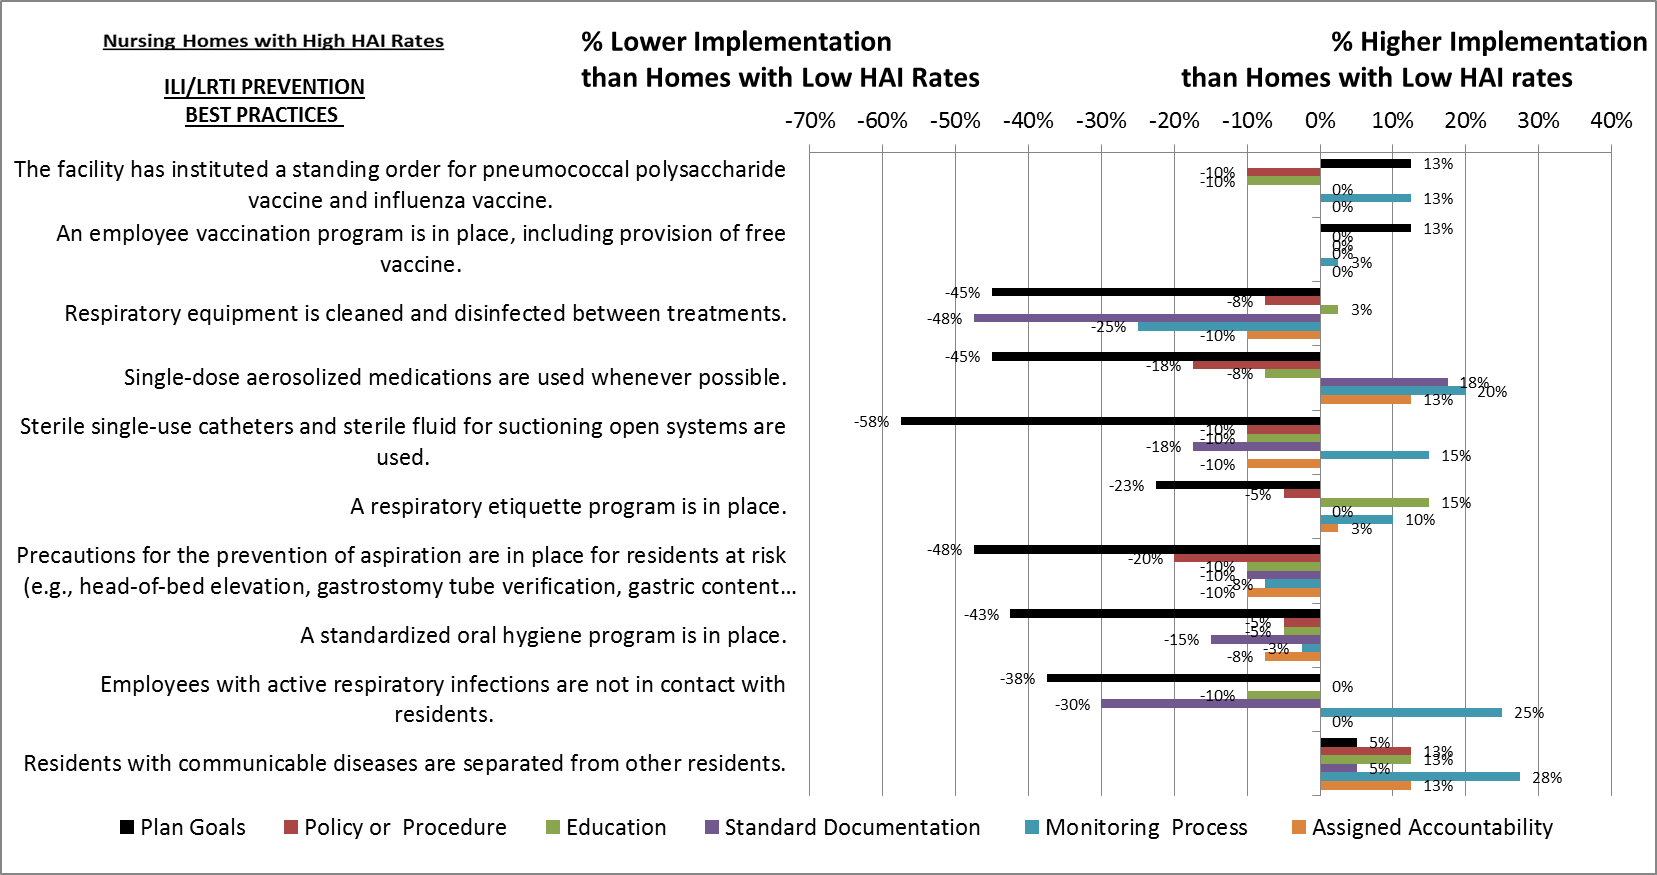 Nursing Homes with High HAI Rates
ILI/LRTI PREVENTION
BEST PRACTICES
% Lower Implementation
than Homes with Low HAI Rates
% Higher Implementation
than Homes with Low HAI rates
-70% -60% -50% -40% -30% -20% -10% 0% 10% 20% 30% 40%
The facility has instituted a standing order for pneumococcal polysaccharide
vaccine and influenza vaccine.
13%
-10%
-10%
0%
13%
0%
An employee vaccination program is in place, including provision of free
vaccine.
13%
0%
0%
0%
3%
0%
Respiratory equipment is cleaned and disinfected between treatments.
-45%
-8%
3%
-48%
-25%
-10%
Single-dose aerosolized medications are used whenever possible.
-45%
-18%
-8%
18%
20%
13%
Sterile single-use catheters and sterile fluid for suctioning open systems are
used.
-58%
-10%
-10%
-18%
15%
-10%
A respiratory etiquette program is in place.
-23%
-5%
15%
0%
10%
3%
Precautions for the prevention of aspiration are in place for residents at risk
(e.g., head-of-bed elevation, gastrostomy tube verification, gastric content…
-48%
-20%
-10%
-10%
-8%
-10%
A standardized oral hygiene program is in place.
-43%
-5%
-5%
-15%
-3%
-8%
Employees with active respiratory infections are not in contact with
residents.
-38%
0%
-10%
-30%
25%
0%
Residents with communicable diseases are separated from other residents.
5%
13%
13%
5%
28%
13%
Plan Goals Policy or Procedure Education Standard Documentation Monitoring Process Assigned Accountability